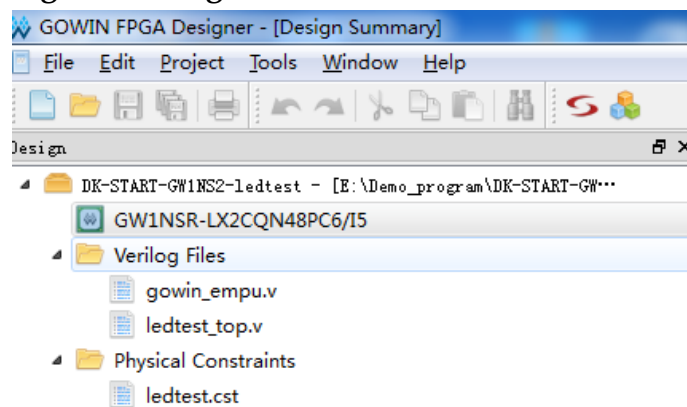 GOWIN FPGA Designer - [Design Summary]
File Edit Project Tools Window Help
Design
DK-START-GW1NS2-ledtest - [E:\Demo_program\DK-START-GW···
GW1NSR-LX2CQN48PC6/I5
Verilog Files
gowin_empu.v
ledtest_top.v
Physical Constraints
ledtest.cst